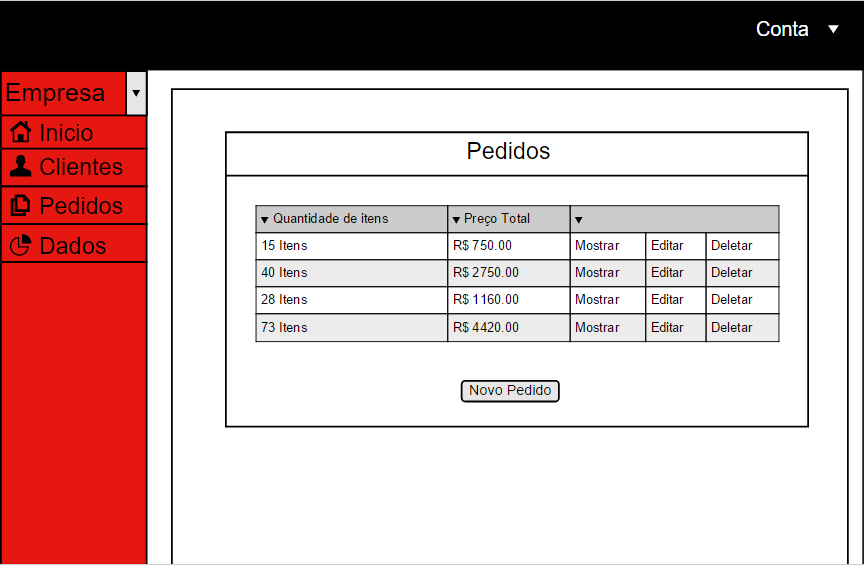 Conta
Empresa
Inicio
Clientes
Pedidos
Dados
Pedidos
Quantidade de itens Preço Total
15 Itens R$ 750.00 Mostrar Editar Deletar
40 Itens R$ 2750.00 Mostrar Editar Deletar
28 Itens R$ 1160.00 Mostrar Editar Deletar
73 Itens R$ 4420.00 Mostrar Editar Deletar
Novo Pedido